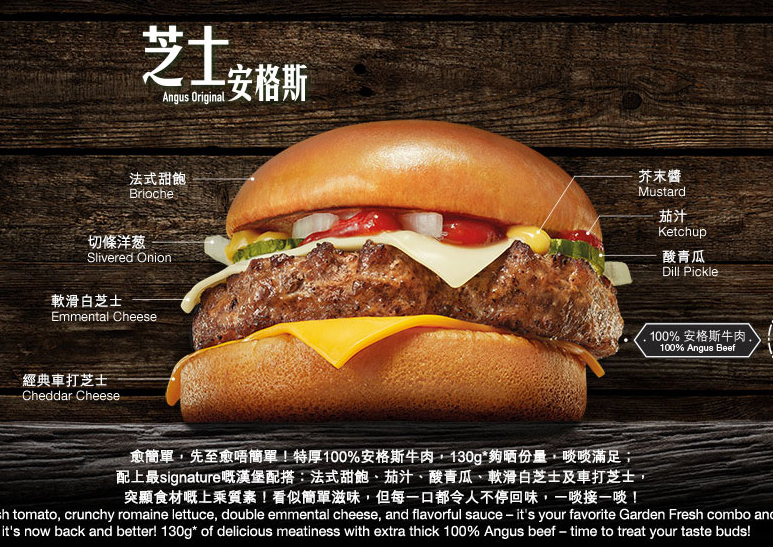 芝士安格斯
Angus Original
法式甜飽
Brioche
芥末醬
Mustard
茄汁
Ketchup
切條洋葱
Slivered Onion
酸青瓜
Dill Pickle
軟滑白芝士
Emmental Cheese
100% 安格斯牛肉
100% Angus Beef
經典車打芝士
Cheddar Cheese
愈簡單，先至愈唔簡單！特厚100%安格斯牛肉，130g*夠晒份量，啖啖滿足；
配上最signature嘅漢堡配搭：法式甜飽、茄汁、酸青瓜、軟滑白芝士及車打芝士，
突顯食材嘅上乘質素！看似簡單滋味，但每一口都令人不停回味，一啖接一啖！
sh tomato, crunchy romaine lettuce, double emmental cheese, and flavorful sauce – it's your favorite Garden Fresh combo and
it's now back and better! 130g* of delicious meatiness with extra thick 100% Angus beef – time to treat your taste buds!